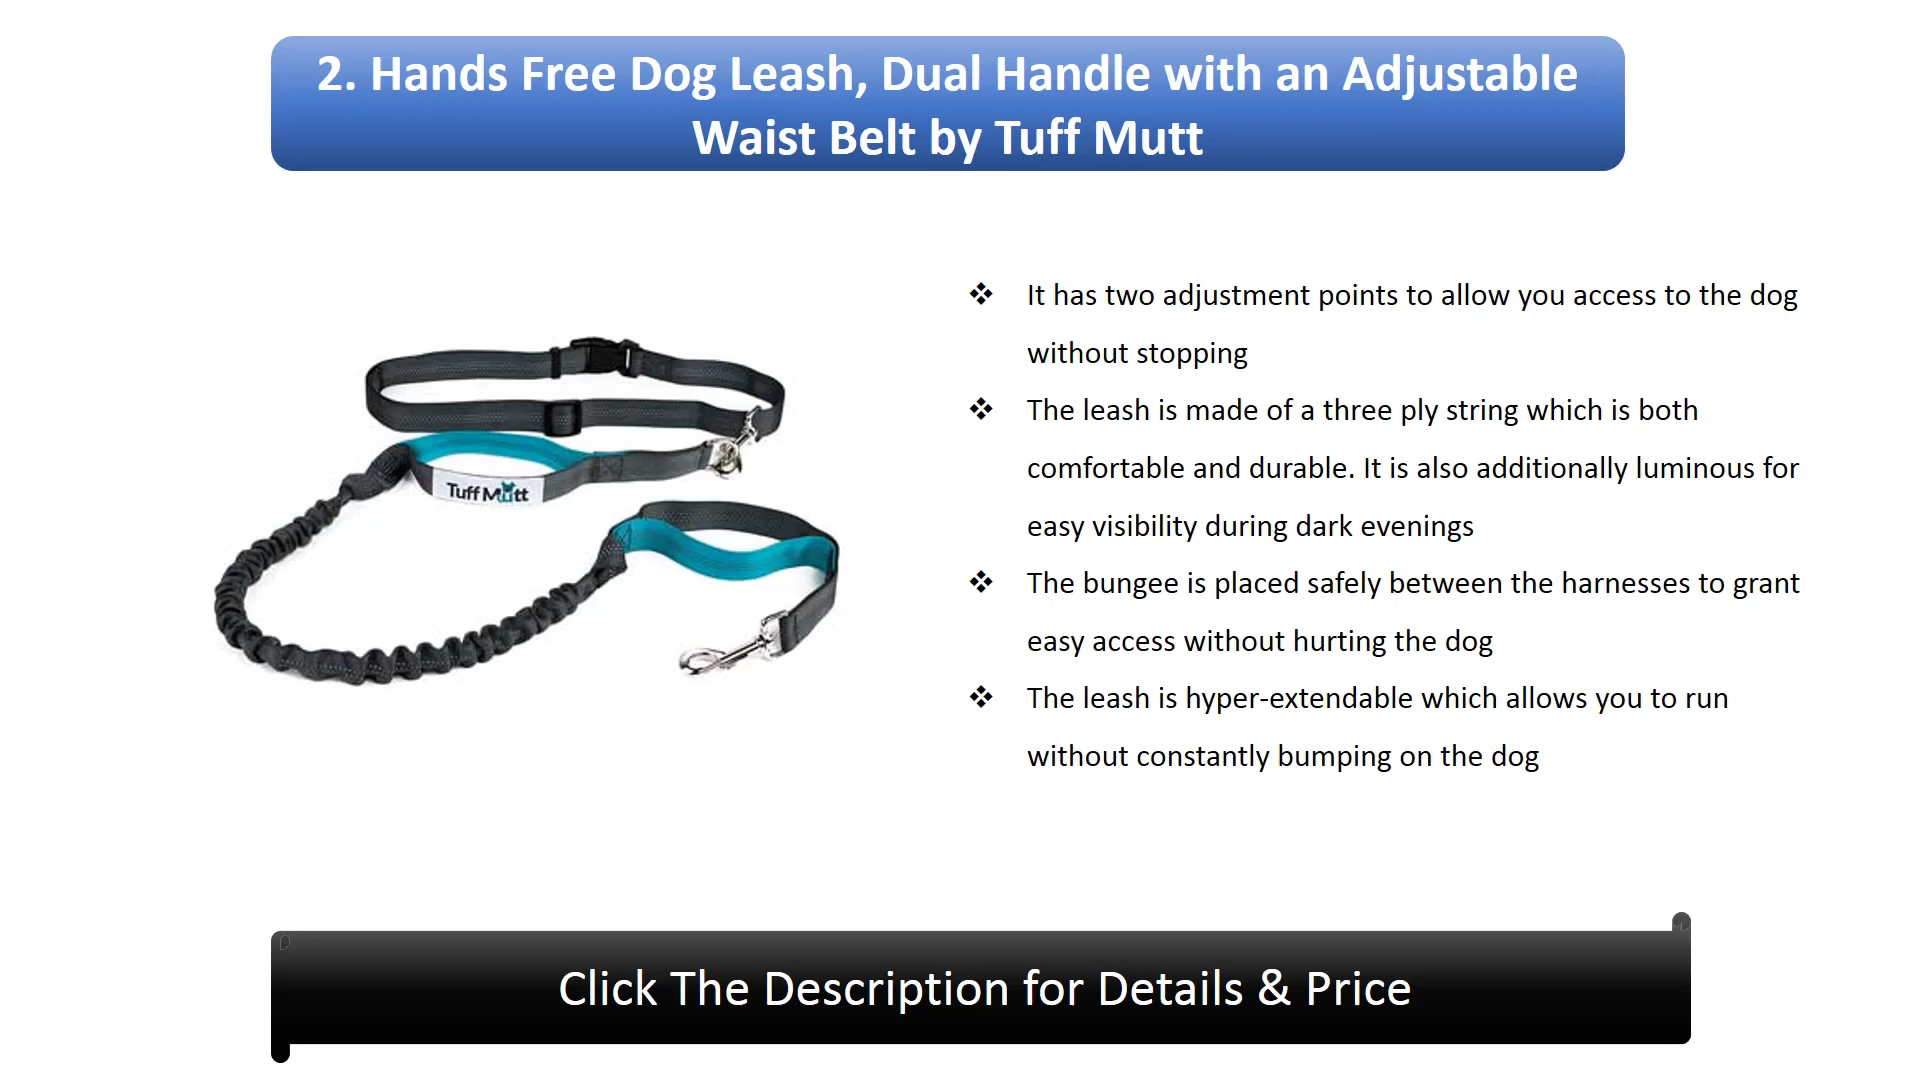 2. Hands Free Dog Leash, Dual Handle with an Adjustable
Waist Belt by Tuff Mutt
❖ It has two adjustment points to allow you access to the dog
without stopping
❖ The leash is made of a three ply string which is both
comfortable and durable. It is also additionally luminous for
easy visibility during dark evenings
❖ The bungee is placed safely between the harnesses to grant
easy access without hurting the dog
❖ The leash is hyper-extendable which allows you to run
without constantly bumping on the dog
Tuff Mutt
Click The Description for Details & Price